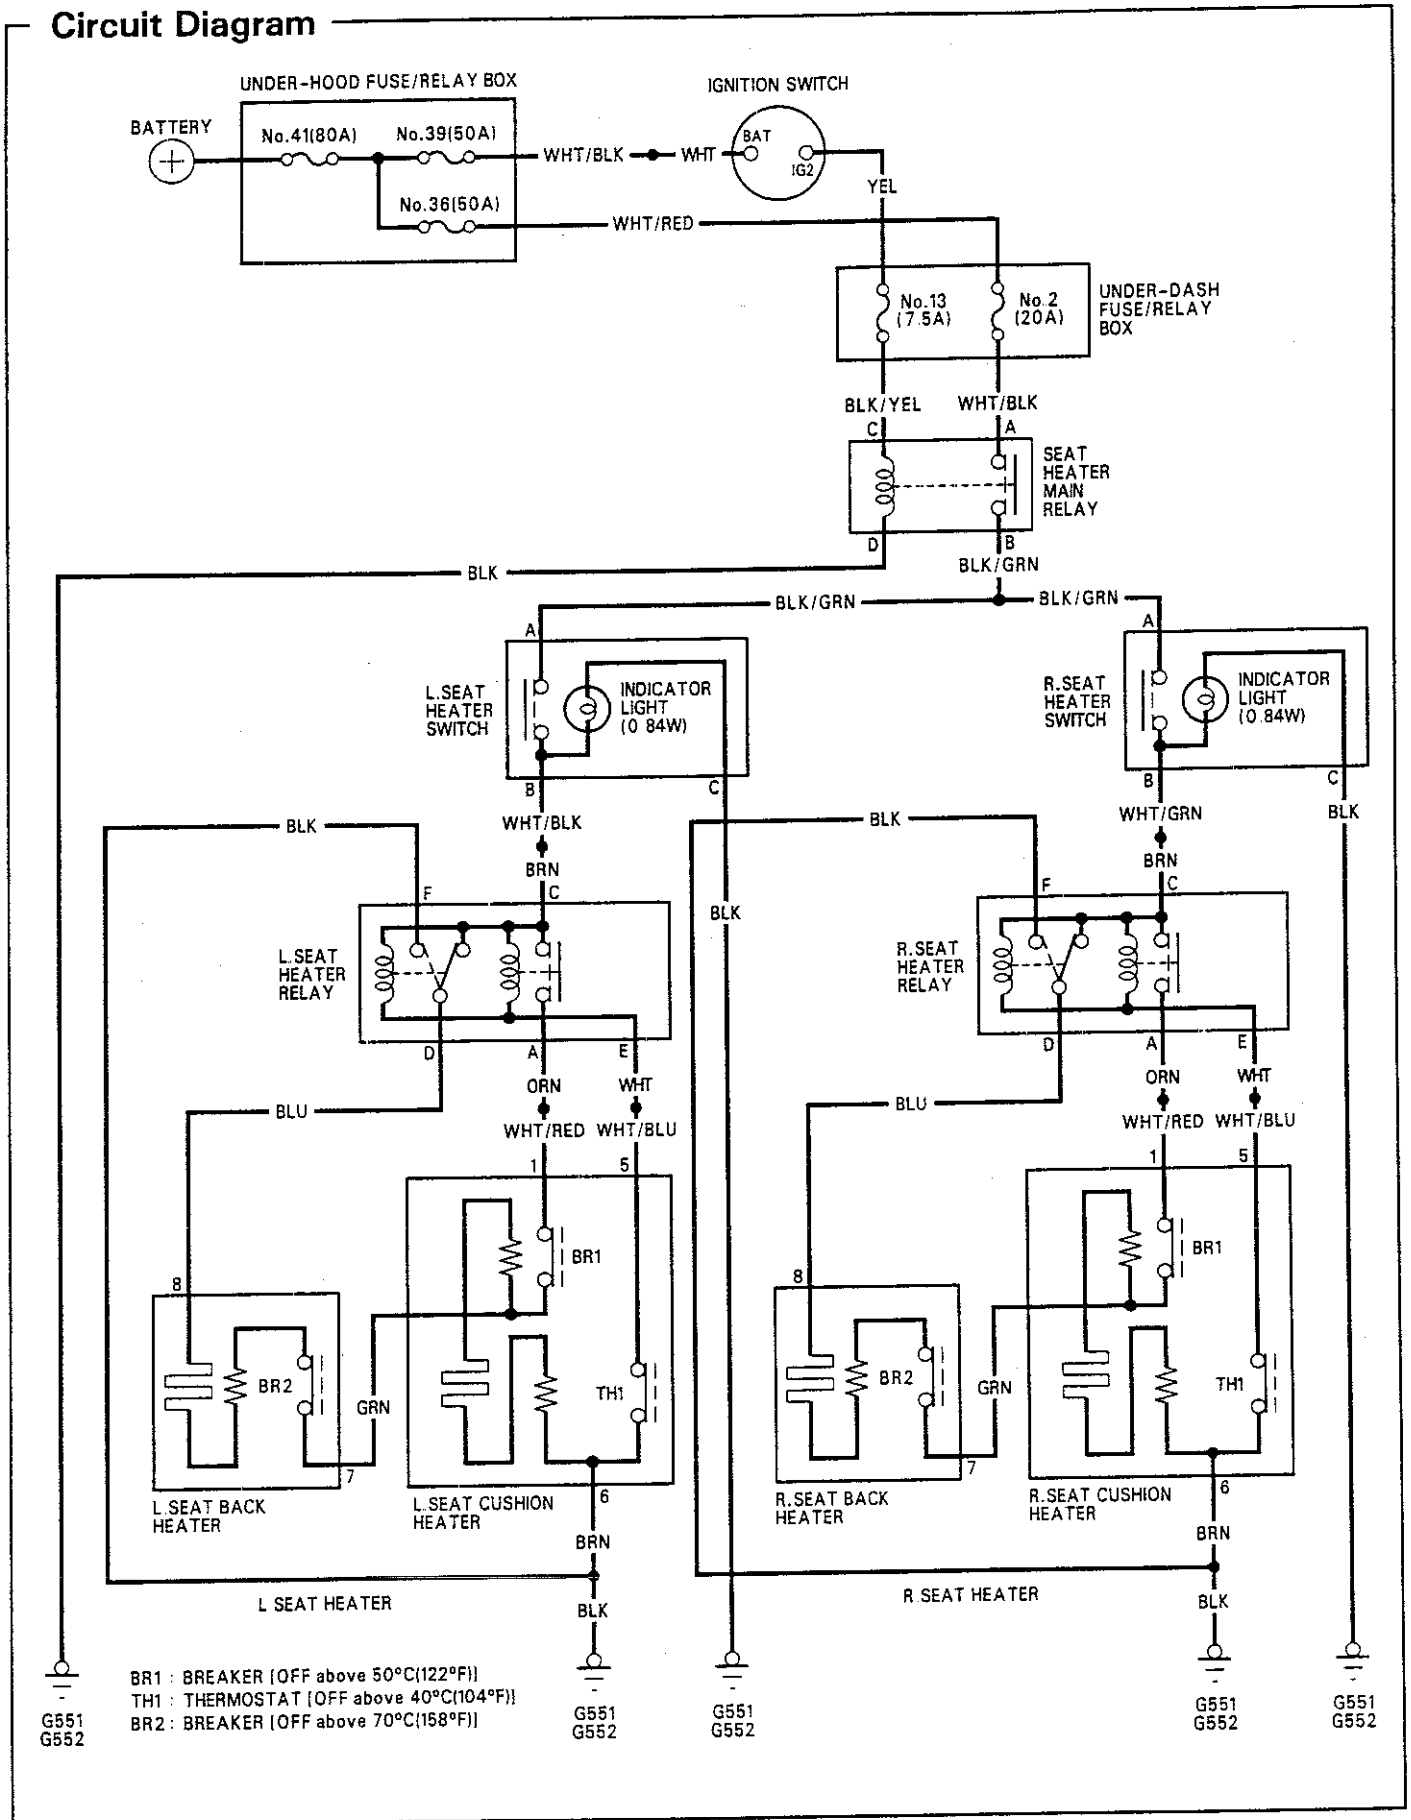 Circuit Diagram
UNDER-HOOD FUSE/RELAY BOX
IGNITION SWITCH
BATTERY
No.41(80A)
No.39(50A)
BAT
WHT/BLK
WHT
IG2
YEL
No.36(50A)
WHT/RED
No.13
(7.5A)
No.2
(20A)
UNDER-DASH
FUSE/RELAY
BOX
BLK/YEL
WHT/BLK
C
A
SEAT
HEATER
MAIN
RELAY
D
B
BLK
BLK/GRN
BLK/GRN
BLK/GRN
A
A
L.SEAT
HEATER
SWITCH
INDICATOR
LIGHT
(0.84W)
R.SEAT
HEATER
SWITCH
INDICATOR
LIGHT
(0.84W)
B
C
B
C
BLK
WHT/BLK
BLK
WHT/GRN
BLK
BRN
BRN
F
C
BLK
F
C
L.SEAT
HEATER
RELAY
R.SEAT
HEATER
RELAY
D
A
E
D
A
E
ORN
WHT
ORN
WHT
BLU
BLU
WHT/RED
WHT/BLU
WHT/RED
WHT/BLU
1
5
1
5
BR1
BR1
8
8
BR2
GRN
TH1
BR2
GRN
TH1
7
7
6
6
L.SEAT BACK
HEATER
L.SEAT CUSHION
HEATER
R.SEAT BACK
HEATER
R.SEAT CUSHION
HEATER
BRN
BRN
L SEAT HEATER
R.SEAT HEATER
BLK
BLK
BR1 : BREAKER [OFF above 50°C(122°F)]
TH1 : THERMOSTAT [OFF above 40°C(104°F)]
BR2 : BREAKER [OFF above 70°C(158°F)]
G551
G552
G551
G552
G551
G552
G551
G552
G551
G552